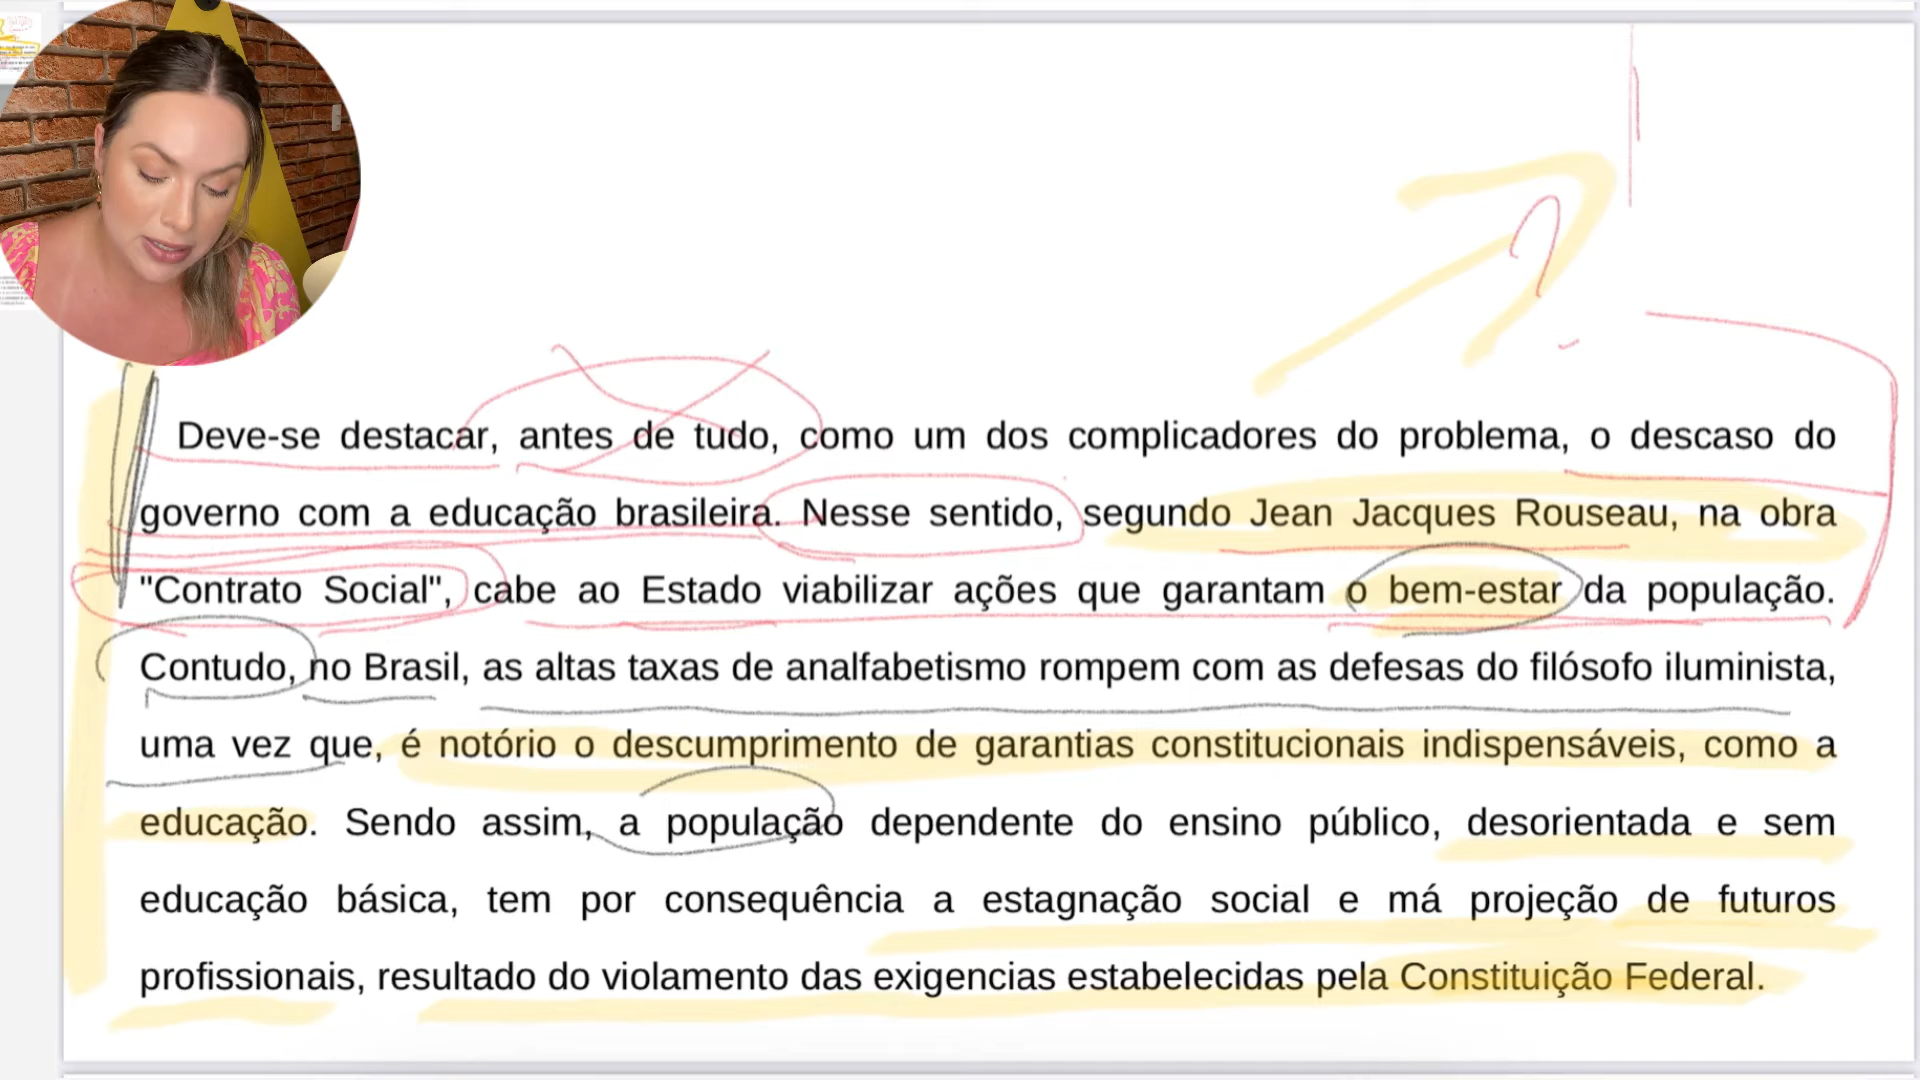 Deve-se destacar, antes de tudo, como um dos complicadores do problema, o descaso do
governo com a educação brasileira. Nesse sentido, segundo Jean Jacques Rouseau, na obra
"Contrato Social", cabe ao Estado viabilizar ações que garantam o bem-estar da população.
Contudo, no Brasil, as altas taxas de analfabetismo rompem com as defesas do filósofo iluminista,
uma vez que, é notório o descumprimento de garantias constitucionais indispensáveis, como a
educação. Sendo assim, a população dependente do ensino público, desorientada e sem
educação básica, tem por consequência a estagnação social e má projeção de futuros
profissionais, resultado do violamento das exigencias estabelecidas pela Constituição Federal.